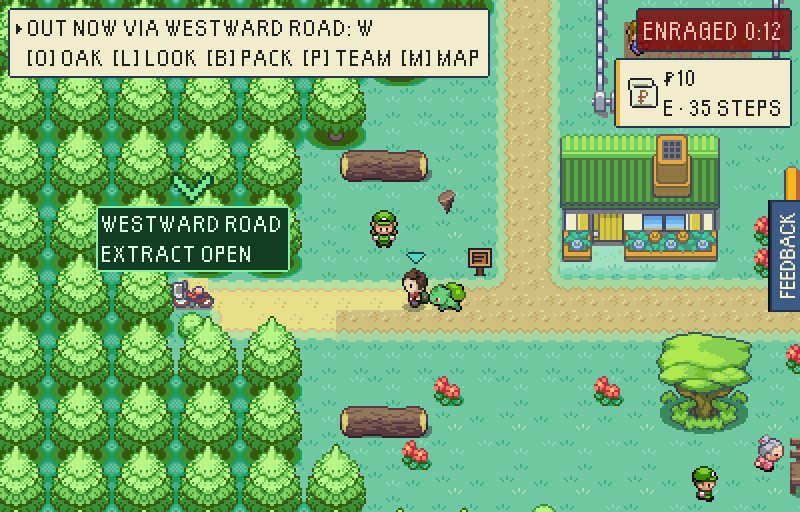 OUT NOW VIA WESTWARD ROAD: W
[O] OAK [L] LOOK [B] PACK [P] TEAM [M] MAP
ENRAGED 0:12
₽10
E · 35 STEPS
WESTWARD ROAD
EXTRACT OPEN
FEEDBACK